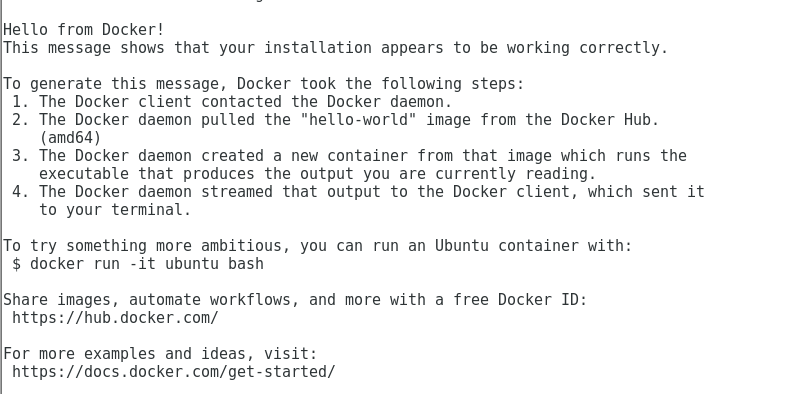 Hello from Docker!
This message shows that your installation appears to be working correctly.
To generate this message, Docker took the following steps:
1. The Docker client contacted the Docker daemon.
2. The Docker daemon pulled the "hello-world" image from the Docker Hub.
(amd64)
3. The Docker daemon created a new container from that image which runs the
executable that produces the output you are currently reading.
4. The Docker daemon streamed that output to the Docker client, which sent it
to your terminal.
To try something more ambitious, you can run an Ubuntu container with:
$ docker run -it ubuntu bash
Share images, automate workflows, and more with a free Docker ID:
https://hub.docker.com/
For more examples and ideas, visit:
https://docs.docker.com/get-started/